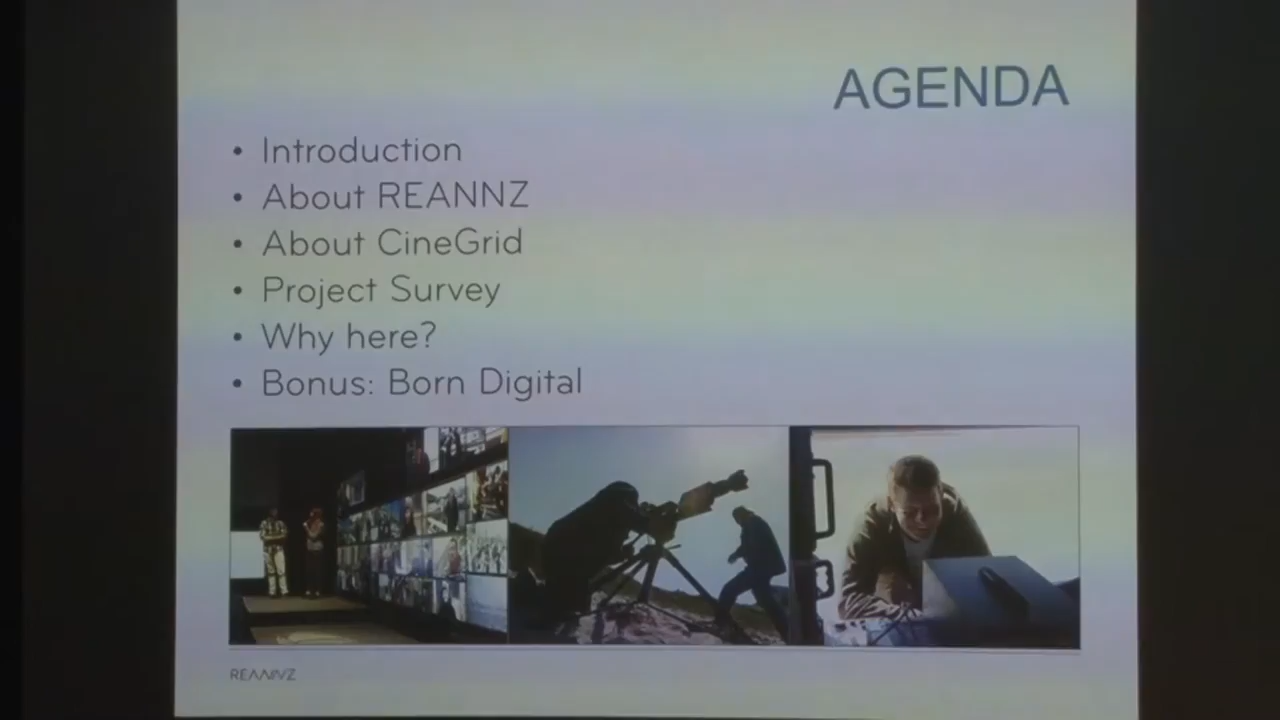 AGENDA
• Introduction
• About REANNZ
• About CineGrid
• Project Survey
• Why here?
• Bonus: Born Digital
REANNZ